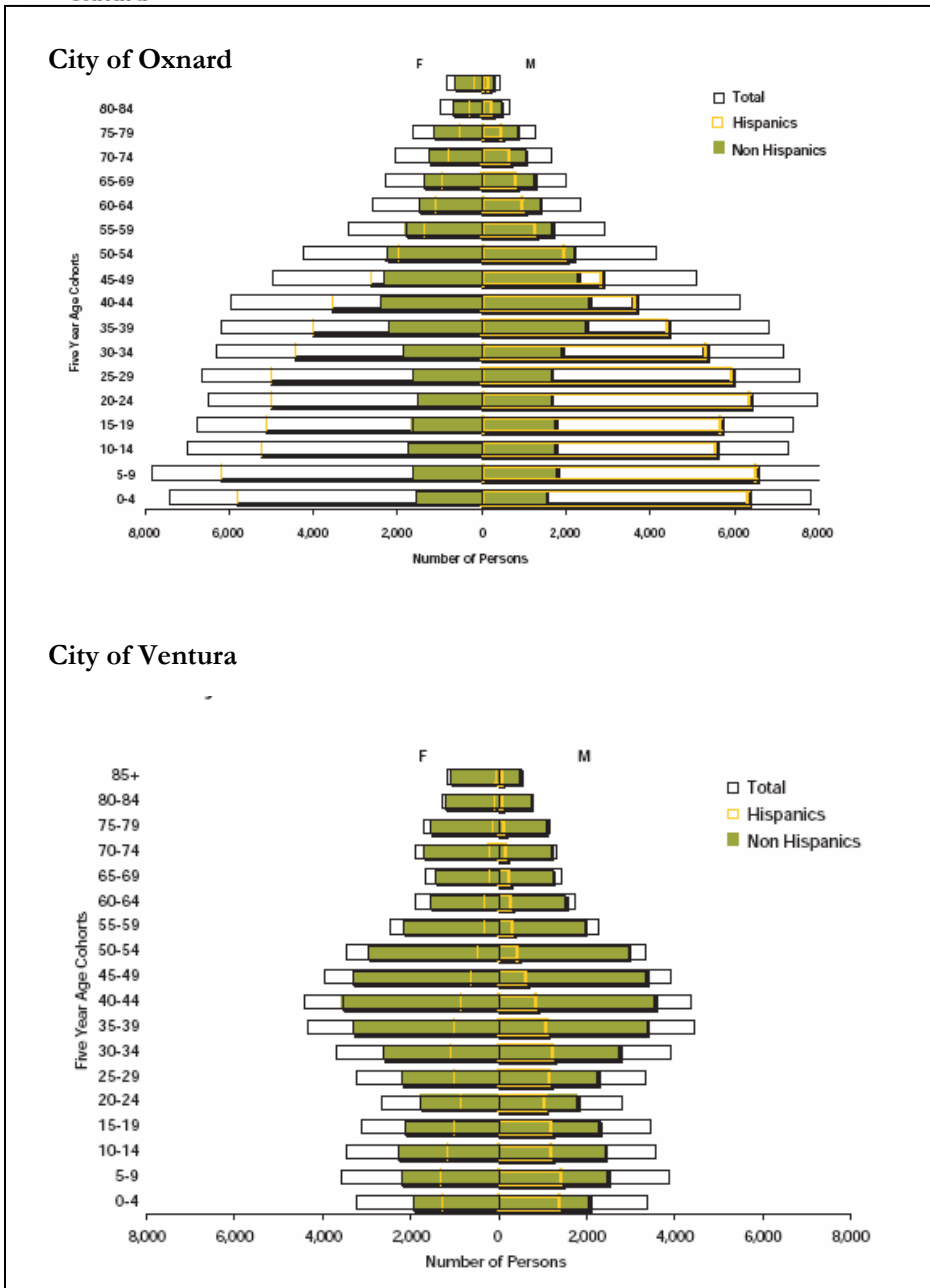 City of Oxnard
F M
Total
Hispanics
Non Hispanics
Five Year Age Cohorts
80-84
75-79
70-74
65-69
60-64
55-59
50-54
45-49
40-44
35-39
30-34
25-29
20-24
15-19
10-14
5-9
0-4
8,000 6,000 4,000 2,000 0 2,000 4,000 6,000 8,000
Number of Persons
City of Ventura
F M
Total
Hispanics
Non Hispanics
Five Year Age Cohorts
85+
80-84
75-79
70-74
65-69
60-64
55-59
50-54
45-49
40-44
35-39
30-34
25-29
20-24
15-19
10-14
5-9
0-4
8,000 6,000 4,000 2,000 0 2,000 4,000 6,000 8,000
Number of Persons